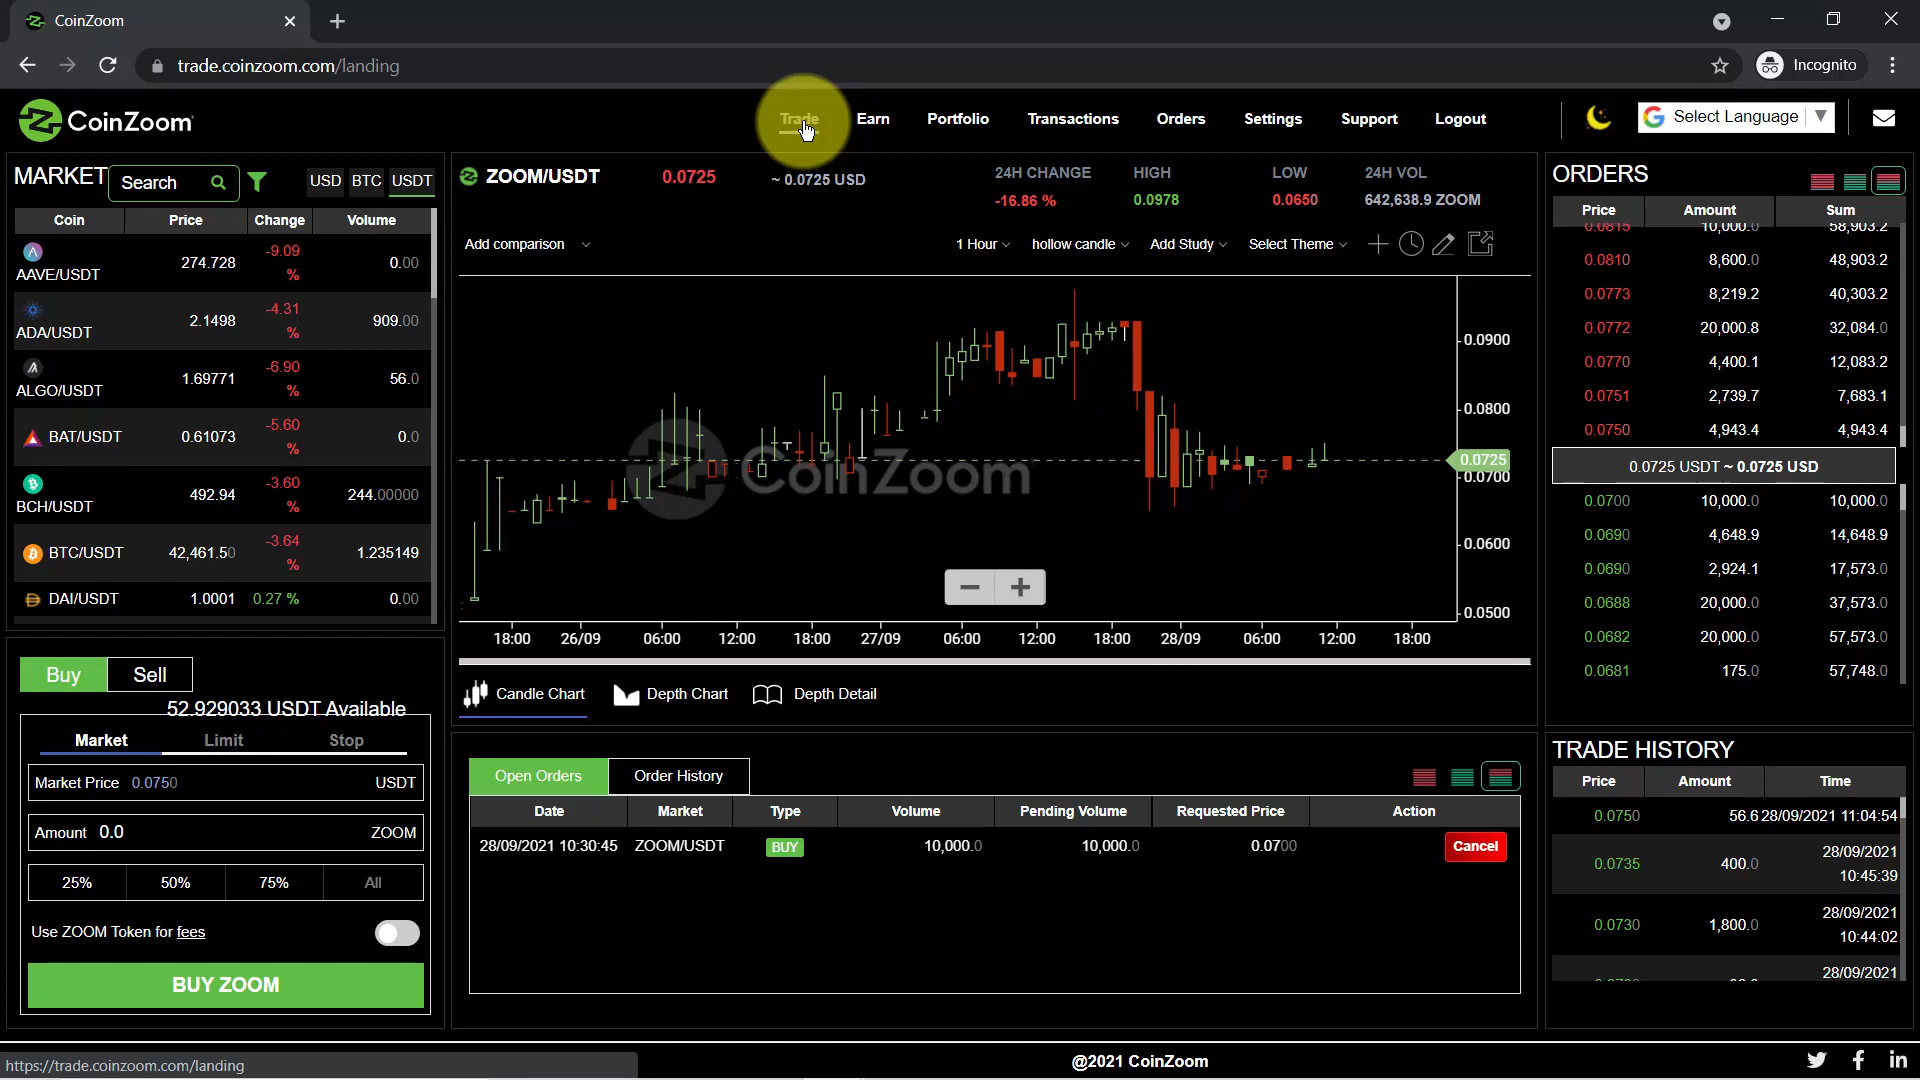 CoinZoom
trade.coinzoom.com/landing
Incognito
CoinZoom
Trade Earn Portfolio Transactions Orders Settings Support Logout
Select Language ▼
MARKET
Search
USD BTC USDT
Coin Price Change Volume
AAVE/USDT 274.728 -9.09 % 0.00
ADA/USDT 2.1498 -4.31 % 909.00
ALGO/USDT 1.69771 -6.90 % 56.0
BAT/USDT 0.61073 -5.60 % 0.0
BCH/USDT 492.94 -3.60 % 244.00000
BTC/USDT 42,461.50 -3.64 % 1.235149
DAI/USDT 1.0001 0.27 % 0.00
ZOOM/USDT 0.0725 ~ 0.0725 USD
24H CHANGE HIGH LOW 24H VOL
-16.86 % 0.0978 0.0650 642,638.9 ZOOM
Add comparison 1 Hour hollow candle Add Study Select Theme
CoinZoom
0.0900
0.0800
0.0725
0.0700
0.0600
0.0500
18:00 26/09 06:00 12:00 18:00 27/09 06:00 12:00 18:00 28/09 06:00 12:00 18:00
Candle Chart Depth Chart Depth Detail
ORDERS
Price Amount Sum
0.0815 10,000.0 58,903.2
0.0810 8,600.0 48,903.2
0.0773 8,219.2 40,303.2
0.0772 20,000.8 32,084.0
0.0770 4,400.1 12,083.2
0.0751 2,739.7 7,683.1
0.0750 4,943.4 4,943.4
0.0725 USDT ~ 0.0725 USD
0.0700 10,000.0 10,000.0
0.0690 4,648.9 14,648.9
0.0690 2,924.1 17,573.0
0.0688 20,000.0 37,573.0
0.0682 20,000.0 57,573.0
0.0681 175.0 57,748.0
Buy Sell
52.929033 USDT Available
Market Limit Stop
Market Price 0.0750 USDT
Amount 0.0 ZOOM
25% 50% 75% All
Use ZOOM Token for fees
BUY ZOOM
Open Orders Order History
Date Market Type Volume Pending Volume Requested Price Action
28/09/2021 10:30:45 ZOOM/USDT BUY 10,000.0 10,000.0 0.0700 Cancel
TRADE HISTORY
Price Amount Time
0.0750 56.6 28/09/2021 11:04:54
0.0735 400.0 28/09/2021
10:45:39
0.0730 1,800.0 28/09/2021
10:44:02
28/09/2021
https://trade.coinzoom.com/landing
@2021 CoinZoom